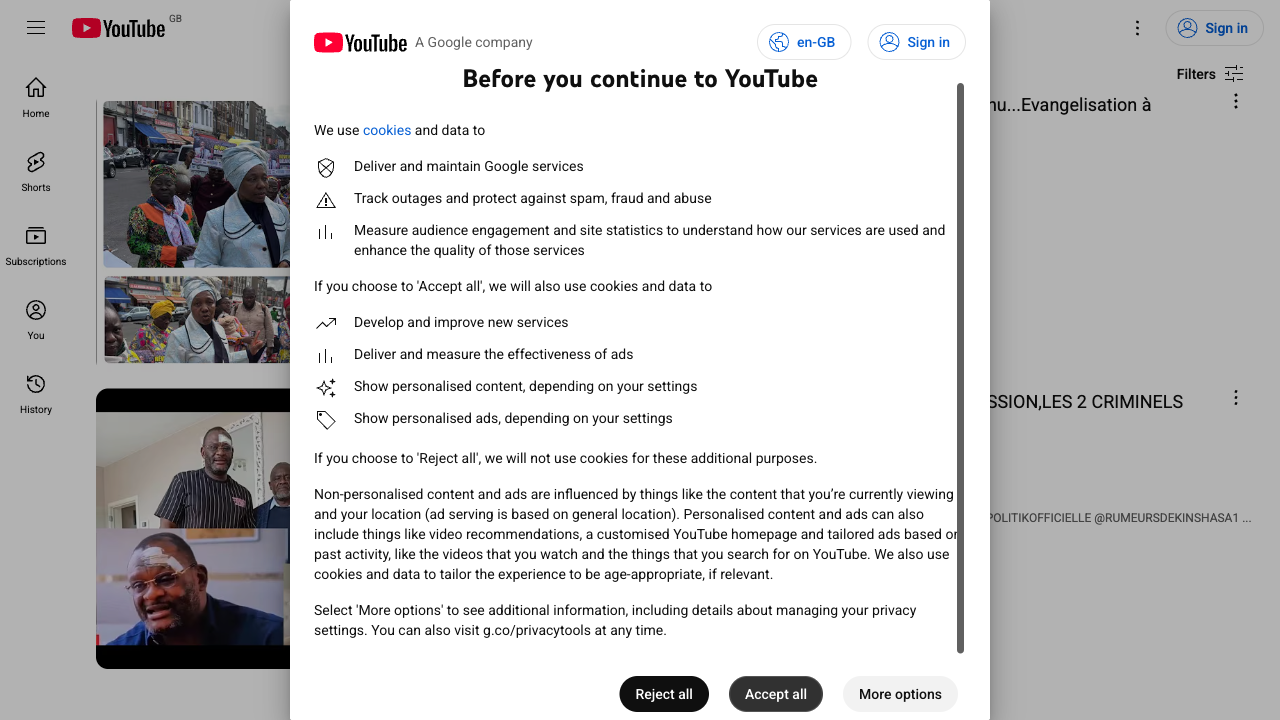 YouTube GB
Sign in
Home
Shorts
Subscriptions
You
History
Filters
nu...Evangelisation à
SSION,LES 2 CRIMINELS
POLITIKOFFICIELLE @RUMEURSDEKINSHASA1 ...
YouTube A Google company
en-GB
Sign in
Before you continue to YouTube
We use cookies and data to
Deliver and maintain Google services
Track outages and protect against spam, fraud and abuse
Measure audience engagement and site statistics to understand how our services are used and
enhance the quality of those services
If you choose to 'Accept all', we will also use cookies and data to
Develop and improve new services
Deliver and measure the effectiveness of ads
Show personalised content, depending on your settings
Show personalised ads, depending on your settings
If you choose to 'Reject all', we will not use cookies for these additional purposes.
Non-personalised content and ads are influenced by things like the content that you’re currently viewing
and your location (ad serving is based on general location). Personalised content and ads can also
include things like video recommendations, a customised YouTube homepage and tailored ads based on
past activity, like the videos that you watch and the things that you search for on YouTube. We also use
cookies and data to tailor the experience to be age-appropriate, if relevant.
Select 'More options' to see additional information, including details about managing your privacy
settings. You can also visit g.co/privacytools at any time.
Reject all
Accept all
More options